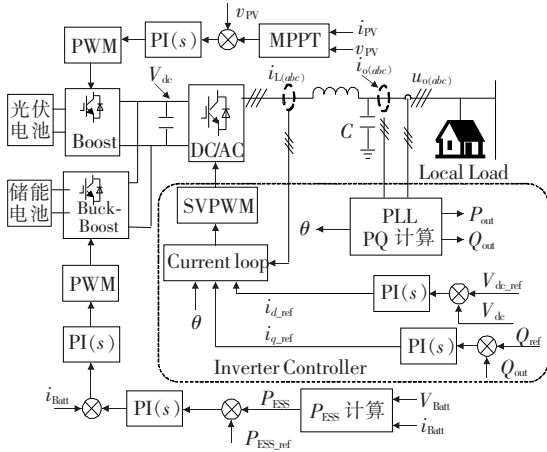 v_PV
PWM
PI(s)
MPPT
i_PV
v_PV
光伏
电池
Boost
V_dc
DC/AC
i_L(abc)
i_o(abc)
u_o(abc)
C
Local Load
储能
电池
Buck-
Boost
SVPWM
PLL
PQ 计算
θ
P_out
Q_out
Current loop
PWM
θ
i_d_ref
PI(s)
V_dc_ref
V_dc
PI(s)
i_q_ref
PI(s)
Q_ref
Q_out
Inverter Controller
i_Batt
PI(s)
P_ESS
P_ESS 计算
V_Batt
i_Batt
P_ESS_ref